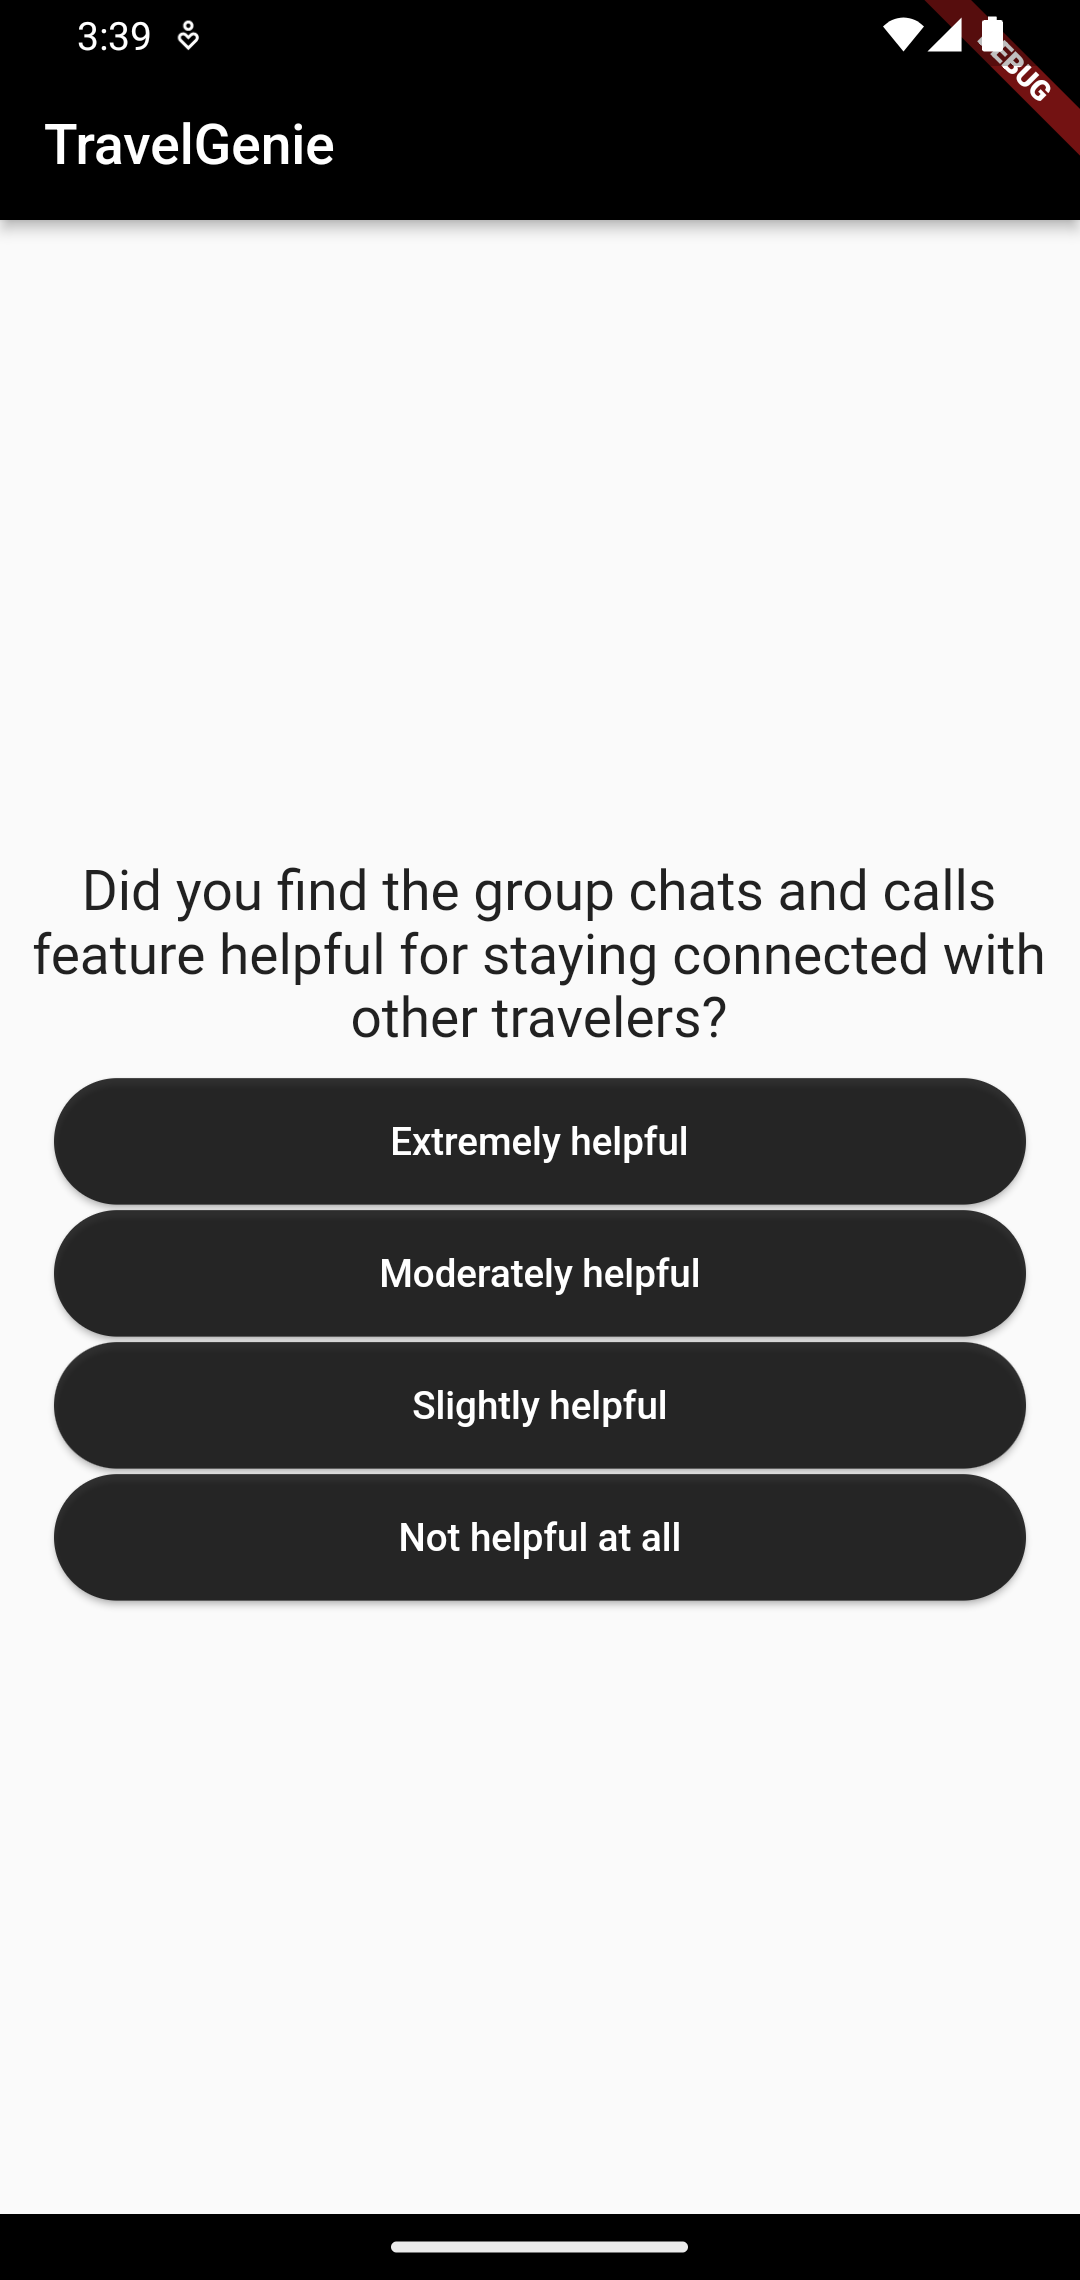 3:39
DEBUG
TravelGenie
Did you find the group chats and calls
feature helpful for staying connected with
other travelers?
Extremely helpful
Moderately helpful
Slightly helpful
Not helpful at all